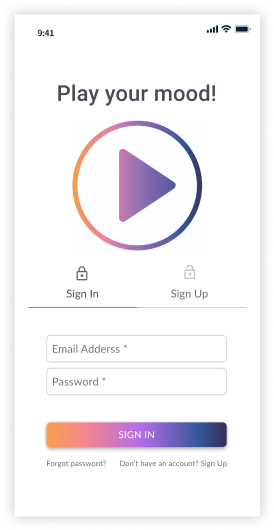 9:41
Play your mood!
Sign In
Sign Up
Email Adderss *
Password *
SIGN IN
Forgot password?
Don't have an account? Sign Up